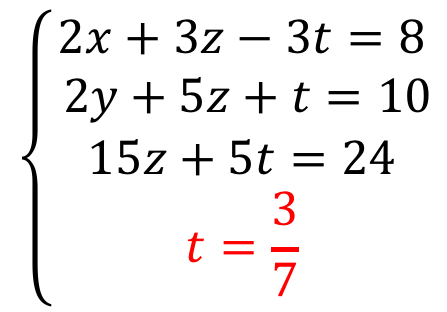 2x + 3z − 3t = 8
2y + 5z + t = 10
15z + 5t = 24
t = 3/7